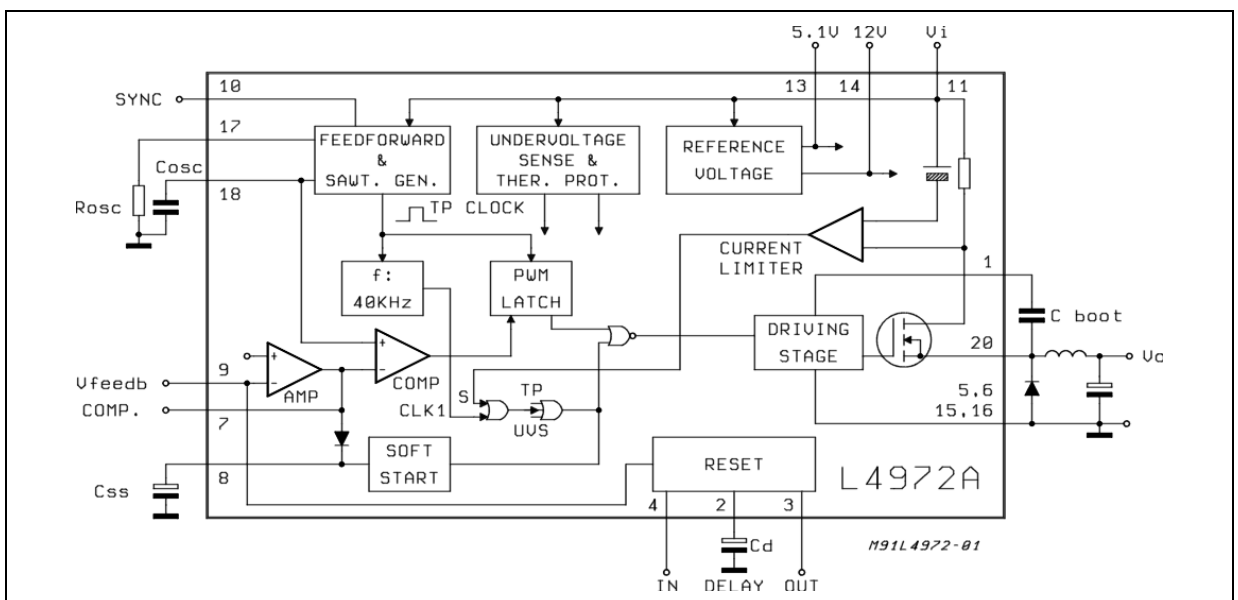 5.1V 12V Vi
10 13 14 11
SYNC
17
FEEDFORWARD
&
SAWT. GEN.
UNDERVOLTAGE
SENSE &
THER. PROT.
REFERENCE
VOLTAGE
Cosc
18
Rosc
TP CLOCK
CURRENT
LIMITER
1
f:
40KHz
PWM
LATCH
DRIVING
STAGE
C boot
20
+
-
COMP
+
-
AMP
9
Vfeedb
COMP.
7
S
CLK1
TP
UVS
5,6
15,16
SOFT
START
8
Css
RESET
L4972A
4 2 3
Cd
M91L4972-01
IN DELAY OUT